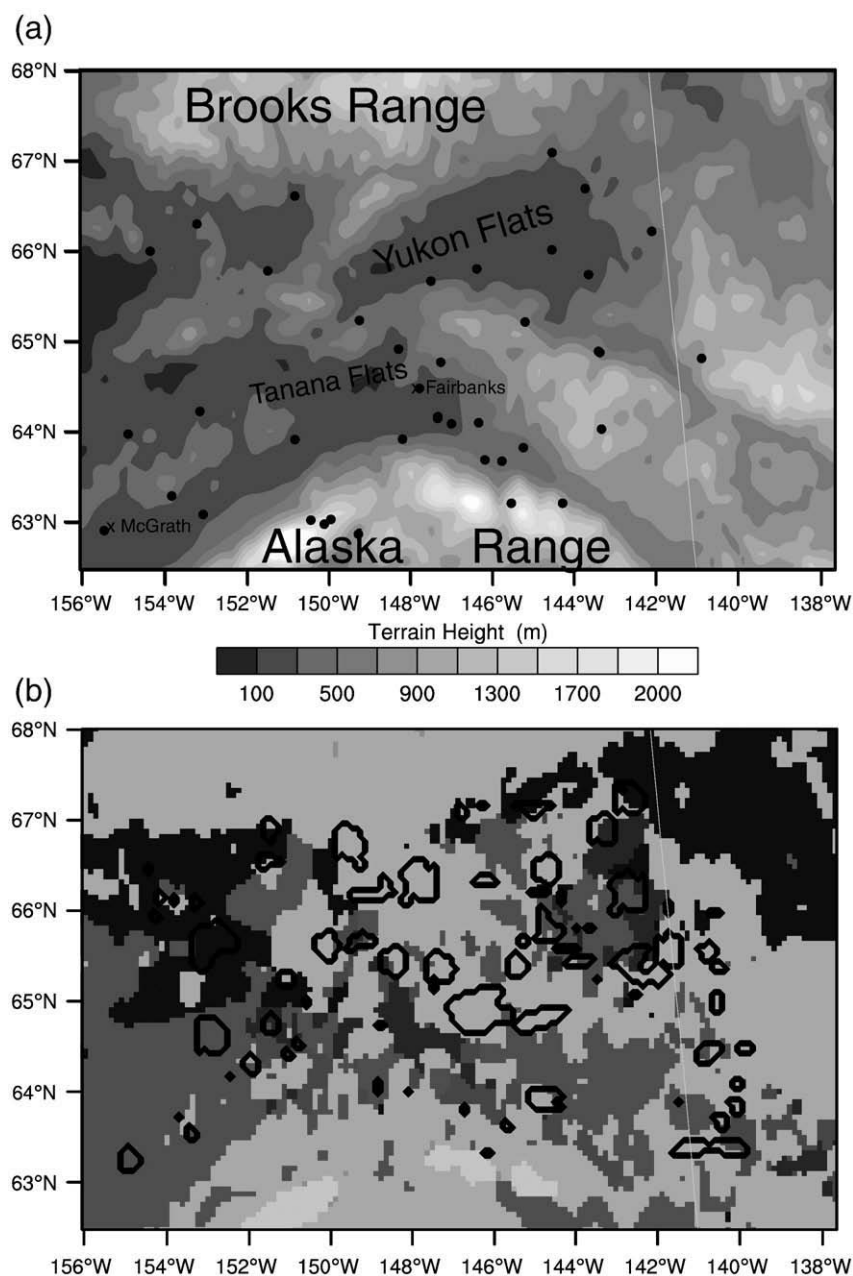 (a)
68°N
Brooks Range
67°N
66°N
Yukon Flats
65°N
Tanana Flats
x Fairbanks
64°N
63°N
x McGrath
Alaska Range
156°W 154°W 152°W 150°W 148°W 146°W 144°W 142°W 140°W 138°W
Terrain Height (m)
100 500 900 1300 1700 2000
(b)
68°N
67°N
66°N
65°N
64°N
63°N
156°W 154°W 152°W 150°W 148°W 146°W 144°W 142°W 140°W 138°W